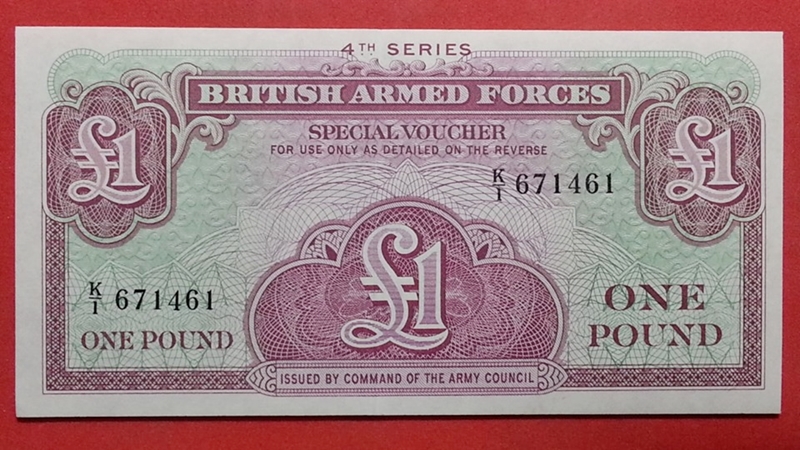 4TH SERIES
BRITISH ARMED FORCES
SPECIAL VOUCHER
FOR USE ONLY AS DETAILED ON THE REVERSE
£1
£1
K/1 671461
£1
K/1 671461
ONE POUND
ONE
POUND
ISSUED BY COMMAND OF THE ARMY COUNCIL